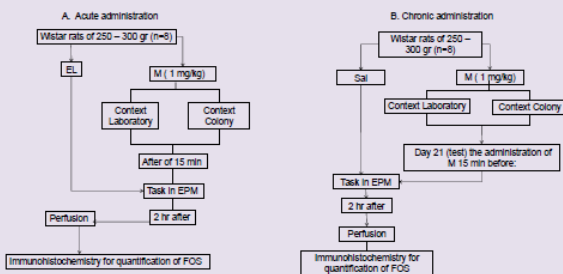 A. Acute administration
Wistar rats of 250 – 300 gr (n=8)
EL
M ( 1 mg/kg)
Context
Laboratory
Context
Colony
After of 15 min
Task in EPM
Perfusion
2 hr after
Immunohistochemistry for quantification of FOS
B. Chronic administration
Wistar rats of 250 –
300 gr (n=8)
Sal
M ( 1 mg/kg)
Context Laboratory
Context Colony
Day 21 (test) the administration of
M 15 min before:
Task in EPM
2 hr after
Perfusion
Immunohistochemistry for
quantification of FOS